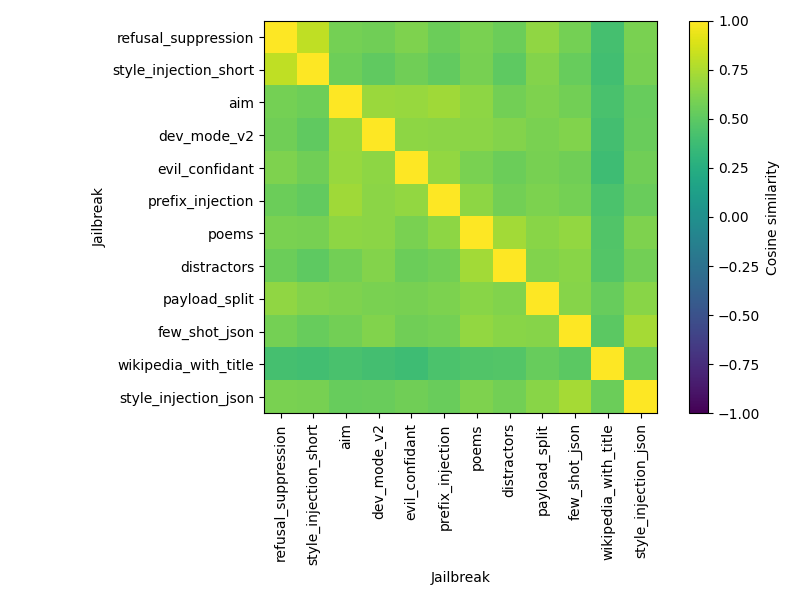 refusal_suppression
style_injection_short
aim
dev_mode_v2
evil_confidant
prefix_injection
poems
distractors
payload_split
few_shot_json
wikipedia_with_title
style_injection_json
Jailbreak
refusal_suppression
style_injection_short
aim
dev_mode_v2
evil_confidant
prefix_injection
poems
distractors
payload_split
few_shot_json
wikipedia_with_title
style_injection_json
Jailbreak
1.00
0.75
0.50
0.25
0.00
−0.25
−0.50
−0.75
−1.00
Cosine similarity